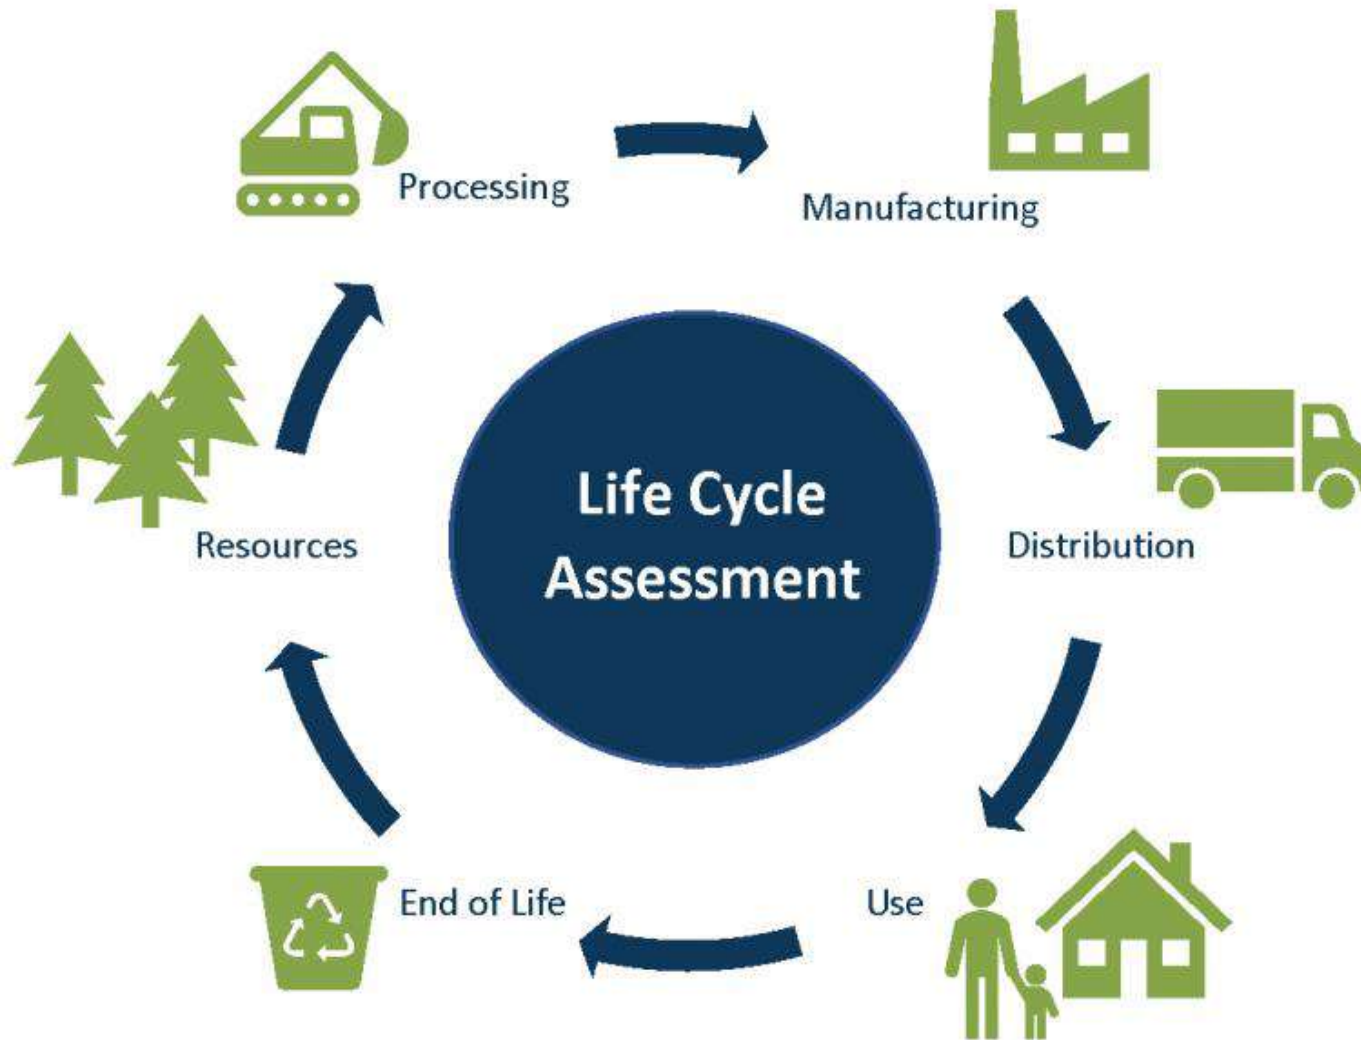 Processing
Manufacturing
Life Cycle
Assessment
Resources
Distribution
End of Life
Use